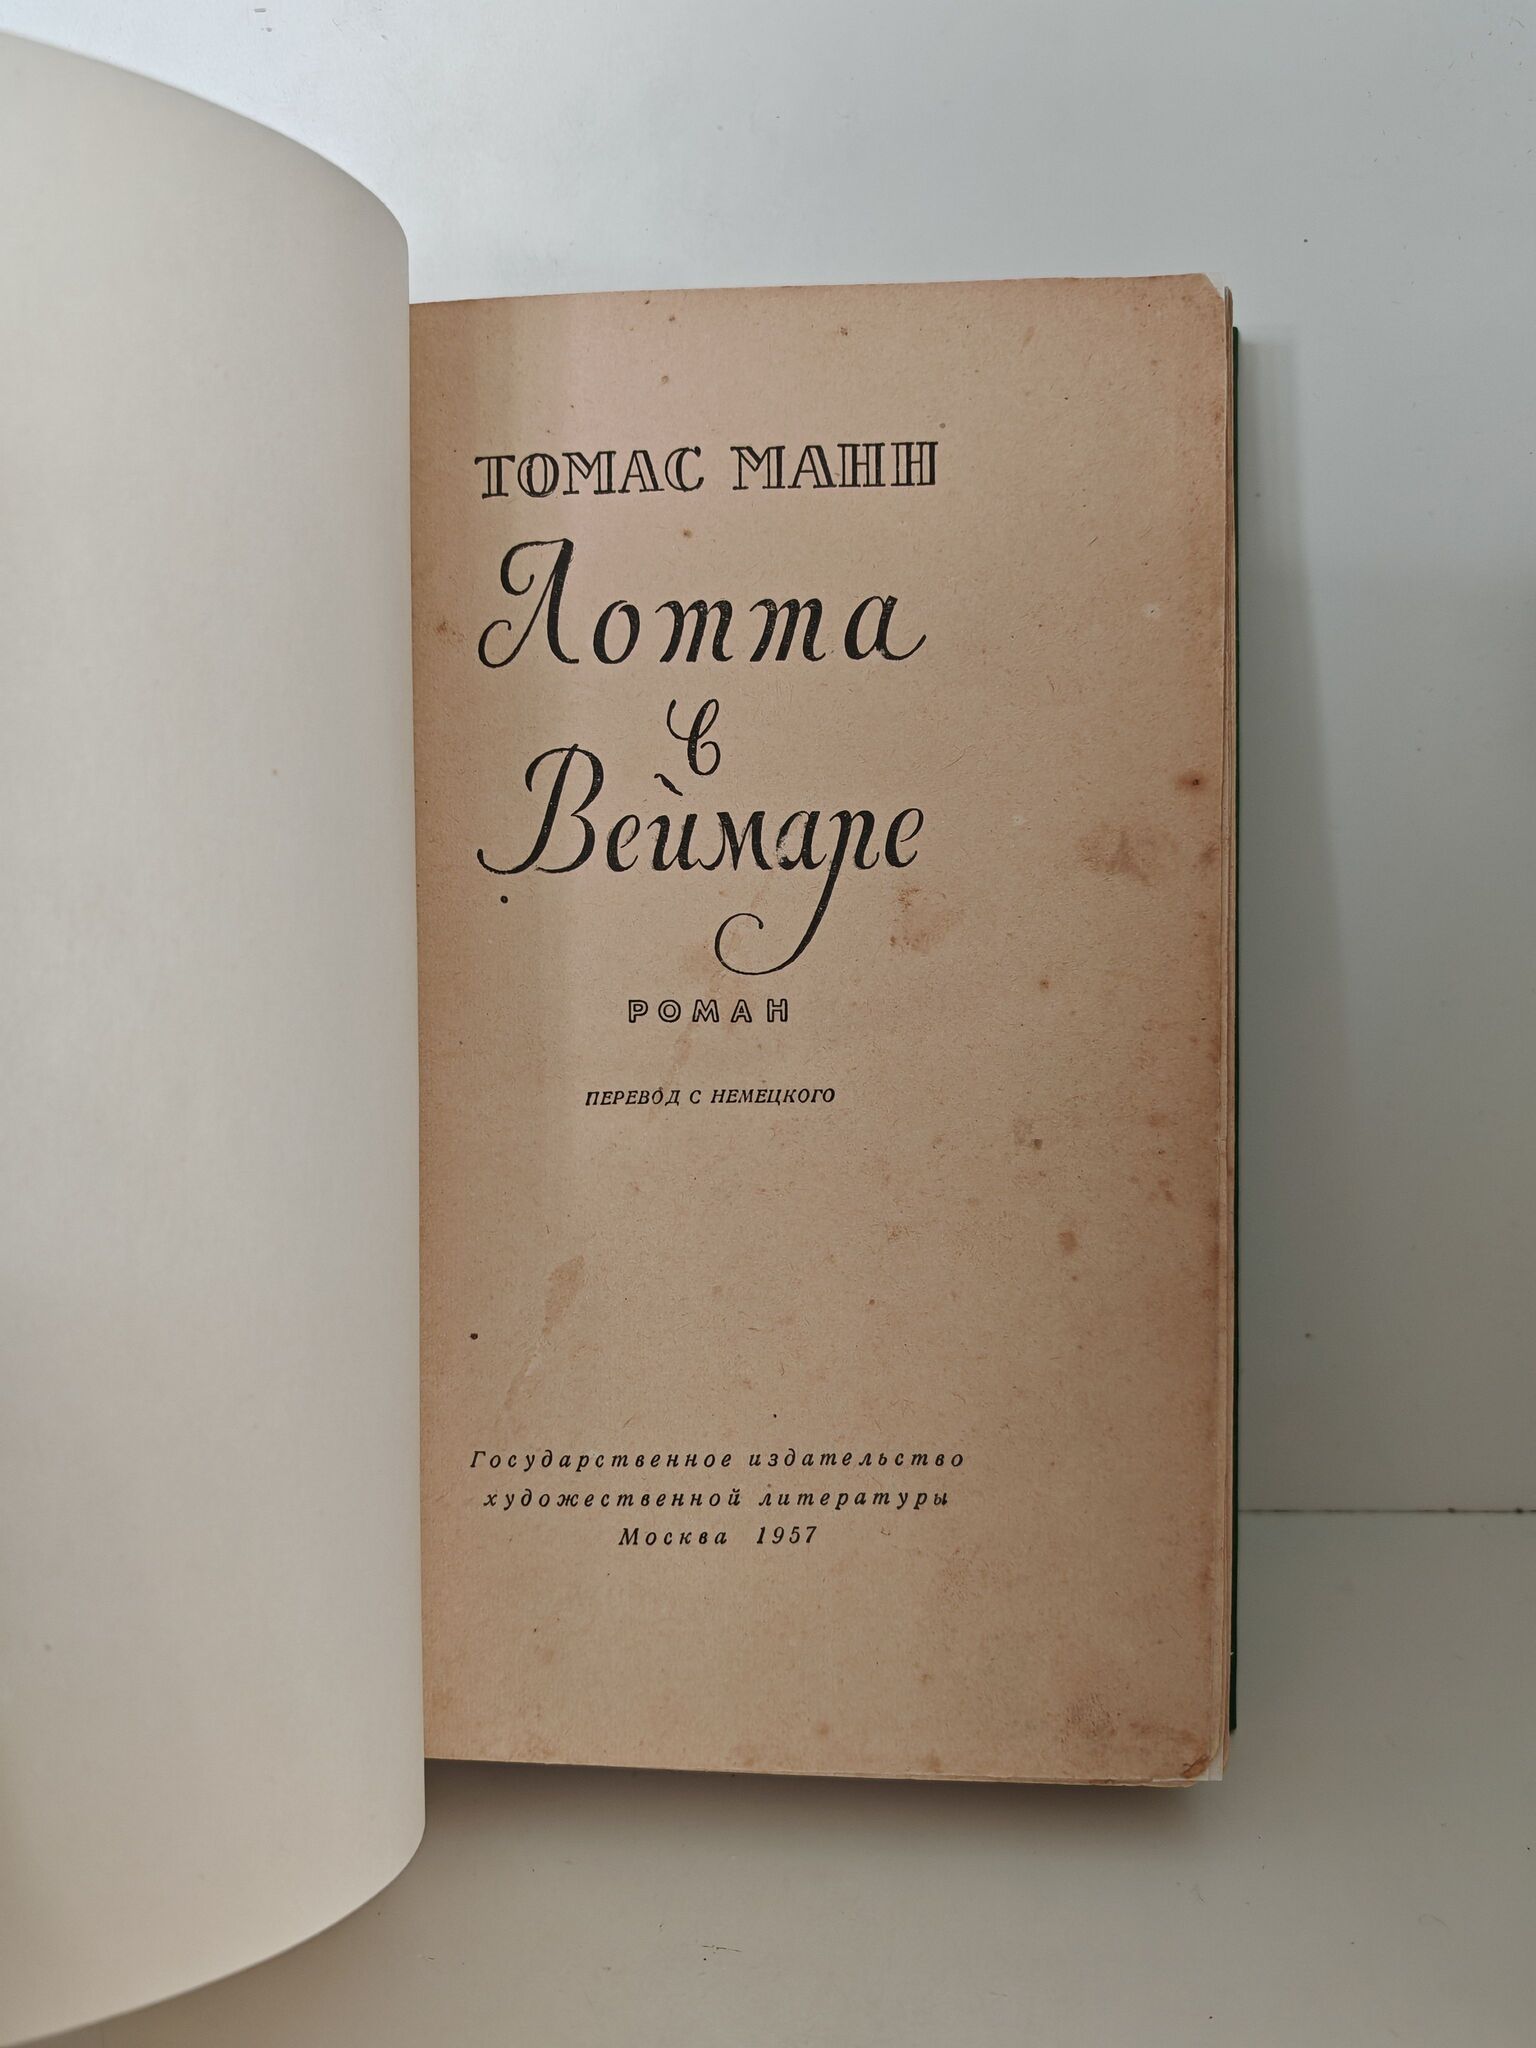 ТОМАС МАНН
Лотта
в
Веймаре
РОМАН
ПЕРЕВОД С НЕМЕЦКОГО
Государственное издательство
художественной литературы
Москва 1957